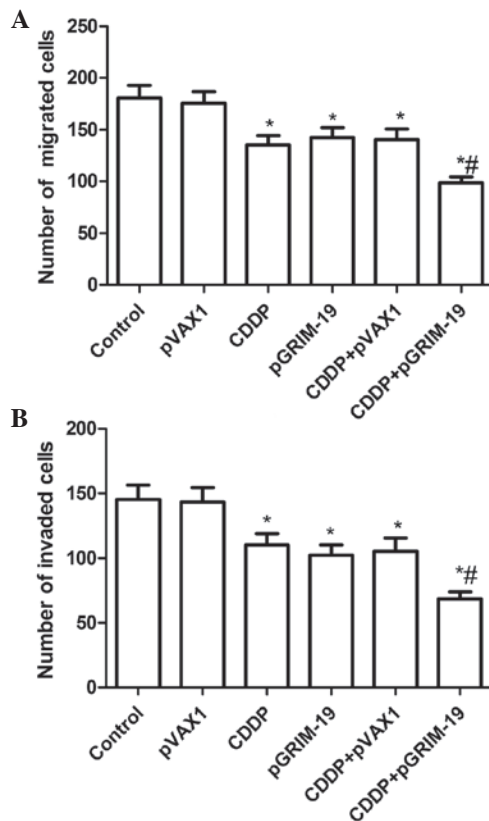 A
Number of migrated cells
250
200
150
100
50
0
*
*
*
*#
Control
pVAX1
CDDP
pGRIM-19
CDDP+pVAX1
CDDP+pGRIM-19
B
Number of invaded cells
200
150
100
50
0
*
*
*
*#
Control
pVAX1
CDDP
pGRIM-19
CDDP+pVAX1
CDDP+pGRIM-19